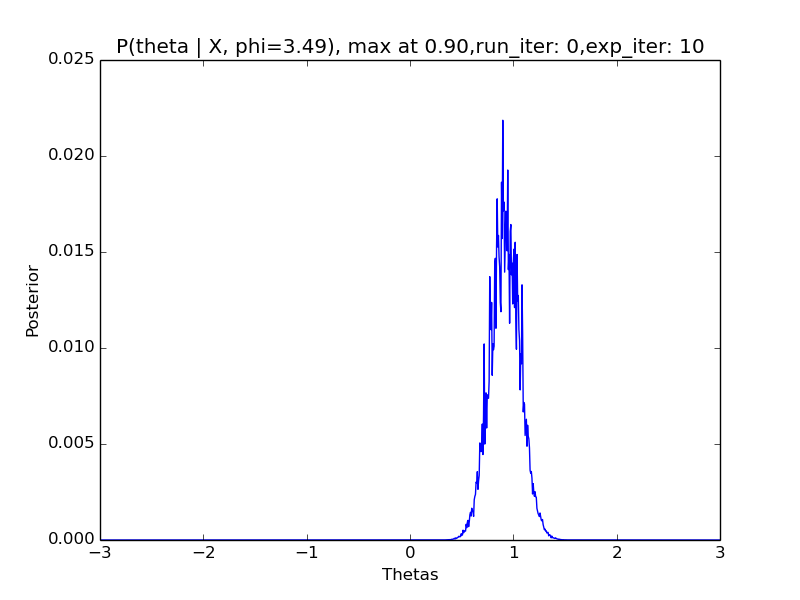 P(theta | X, phi=3.49), max at 0.90,run_iter: 0,exp_iter: 10
0.025
0.020
0.015
0.010
0.005
0.000
Posterior
−3 −2 −1 0 1 2 3
Thetas